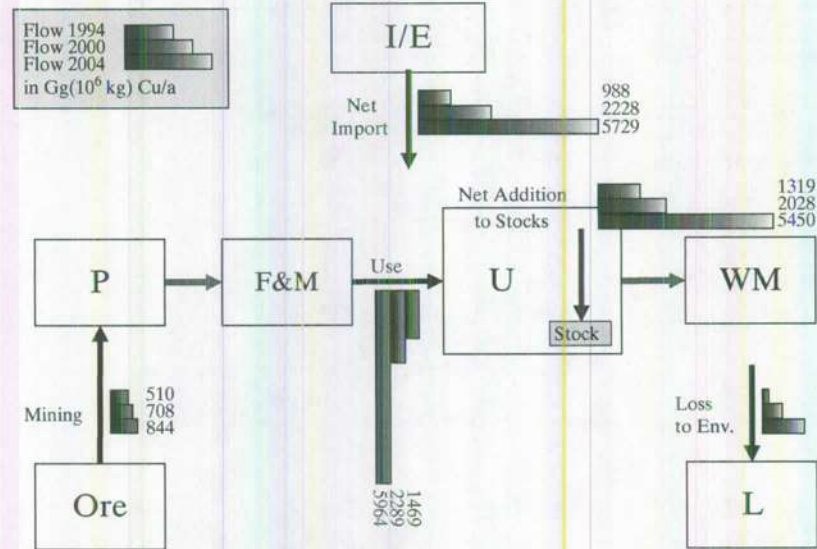 Flow 1994
Flow 2000
Flow 2004
in Gg(10⁶ kg) Cu/a
I/E
Net
Import
988
2228
5729
Net Addition
to Stocks
1319
2028
5450
P
F&M
Use
U
WM
Stock
Mining
510
708
844
5964
2289
1469
Loss
to Env.
Ore
L